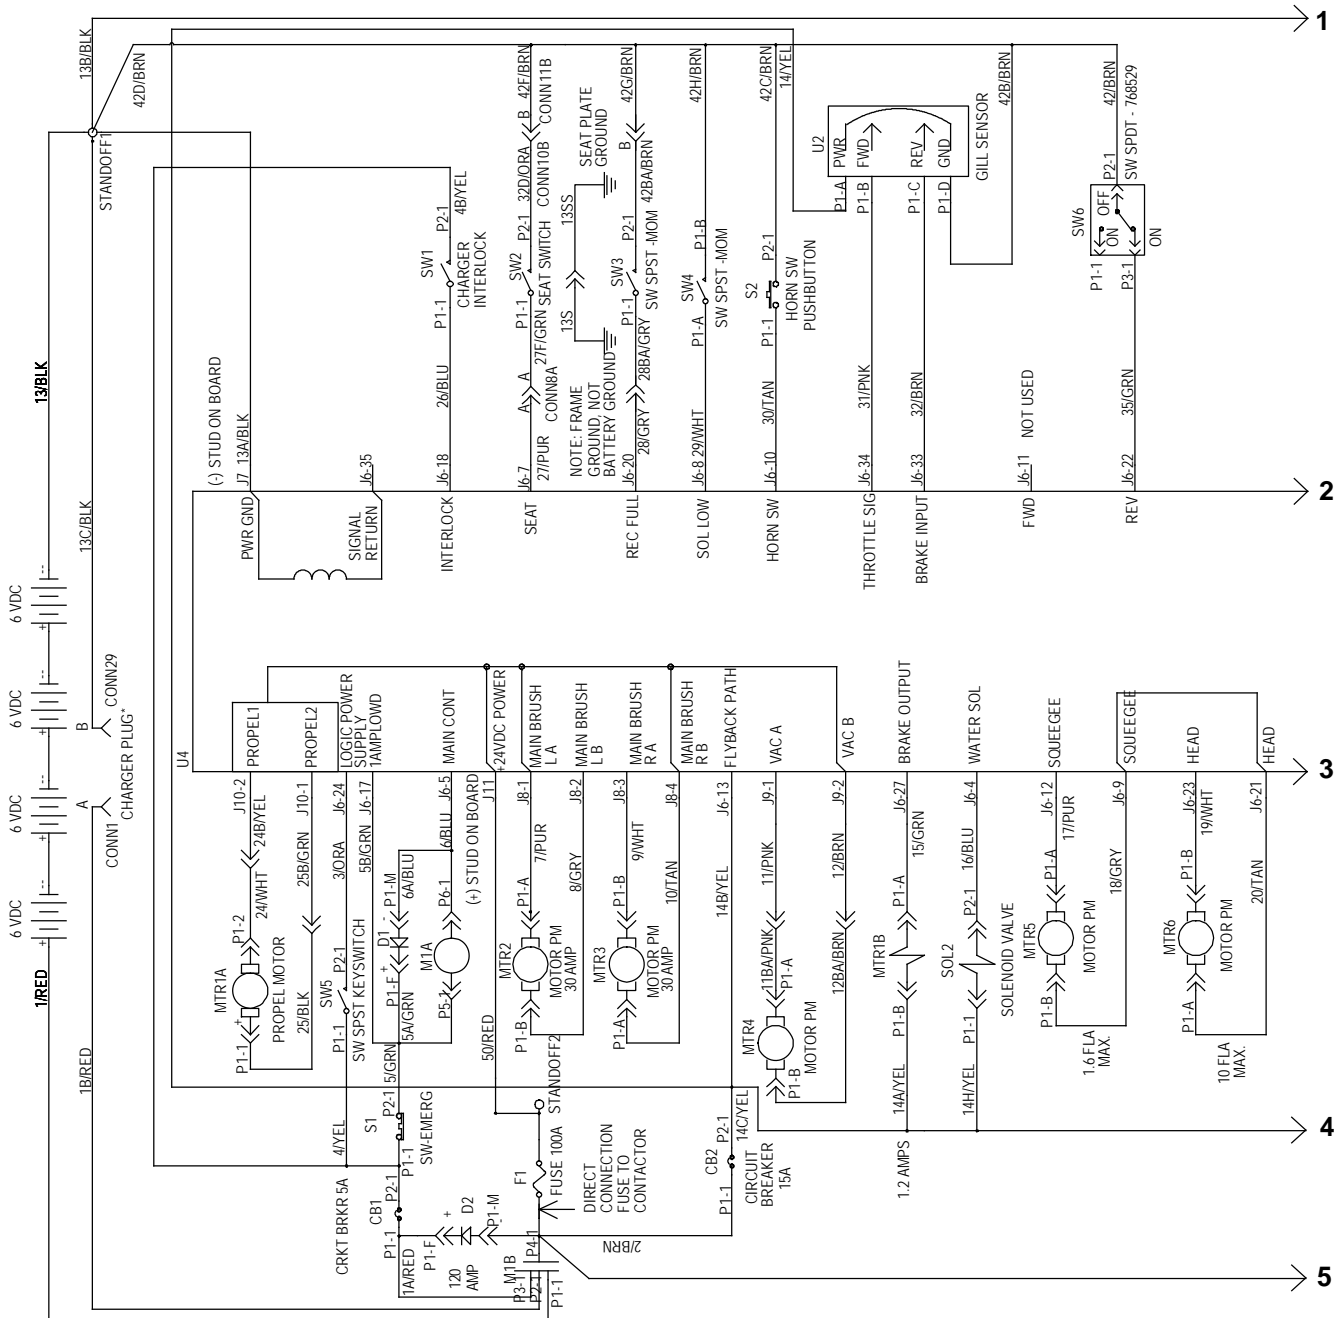 1
13B/BLK
42D/BRN
STANDOFF1
42F/BRN
B
CONN11B
32D/ORA
CONN10B
P2-1
SW2
SEAT SWITCH
P1-1
27F/GRN
A
A
CONN8A
27/PUR
J6-7
SEAT
SEAT PLATE
GROUND
13SS
13S
NOTE: FRAME
GROUND, NOT
BATTERY GROUND
42G/BRN
B
42BA/BRN
P2-1
SW3
SW SPST -MOM
P1-1
28BA/GRY
28/GRY
J6-20
REC FULL
42H/BRN
P1-B
SW4
SW SPST -MOM
P1-A
29/WHT
J6-8
SOL LOW
42C/BRN
14/YEL
P2-1
S2
HORN SW
PUSHBUTTON
P1-1
30/TAN
J6-10
HORN SW
U2
PWR
FWD
REV
GND
GILL SENSOR
P1-A
P1-B
P1-C
P1-D
31/PNK
J6-34
THROTTLE SIG
32/BRN
J6-33
BRAKE INPUT
42B/BRN
NOT USED
J6-11
FWD
42/BRN
SW SPDT - 768529
P2-1
SW6
OFF
ON
ON
P1-1
P3-1
35/GRN
J6-22
REV
P2-1
4B/YEL
SW1
CHARGER
INTERLOCK
P1-1
26/BLU
J6-18
INTERLOCK
13/BLK
(-) STUD ON BOARD
J7 13A/BLK
PWR GND
J6-35
SIGNAL
RETURN
2
13C/BLK
6 VDC
--
+
6 VDC
--
+
6 VDC
--
+
6 VDC
--
+
B
CONN29
CHARGER PLUG*
A
CONN1
1/RED
1B/RED
U4
PROPEL1
PROPEL2
LOGIC POWER
SUPPLY
1AMPLOWD
MAIN CONT
+24VDC POWER
MAIN BRUSH
L A
MAIN BRUSH
L B
MAIN BRUSH
R A
MAIN BRUSH
R B
FLYBACK PATH
VAC A
VAC B
BRAKE OUTPUT
WATER SOL
SQUEEGEE
SQUEEGEE
HEAD
HEAD
3
J10-2
24B/YEL
24/WHT
P1-2
MTR1A
PROPEL MOTOR
+
P1-1
J10-1
25B/GRN
25/BLK
J6-24
3/ORA
P2-1
SW5
SW SPST KEYSWITCH
P1-1
4/YEL
J6-17
5B/GRN
P1-M
6A/BLU
-
D1
+
P1-F
5A/GRN
J6-5
6/BLU
P6-1
M1A
P5-1
(+) STUD ON BOARD
J11
50/RED
STANDOFF2
J8-1
7/PUR
P1-A
MTR2
MOTOR PM
30 AMP
P1-B
J8-2
8/GRY
J8-3
9/WHT
P1-B
MTR3
MOTOR PM
30 AMP
P1-A
J8-4
10/TAN
J6-13
14B/YEL
J9-1
11/PNK
11BA/PNK
P1-A
MTR4
MOTOR PM
P1-B
J9-2
12/BRN
12BA/BRN
J6-27
15/GRN
P1-A
MTR1B
P1-B
14A/YEL
1.2 AMPS
J6-4
16/BLU
P2-1
SOL2
SOLENOID VALVE
P1-1
14H/YEL
J6-12
17/PUR
P1-A
MTR5
MOTOR PM
P1-B
1.6 FLA
MAX.
J6-9
18/GRY
J6-23
19/WHT
P1-B
MTR6
MOTOR PM
P1-A
10 FLA
MAX.
J6-21
20/TAN
5/GRN
P2-1
S1
SW-EMERG
P1-1
P2-1
CB1
CRKT BRKR 5A
P1-1
1A/RED
P1-F
+
D2
P1-M
120
AMP
F1
FUSE 100A
DIRECT
CONNECTION
FUSE TO
CONTACTOR
14C/YEL
P2-1
CB2
CIRCUIT
BREAKER
15A
P1-1
2/BRN
P4-1
M1B
P3-1
P2-1
P1-1
4
5